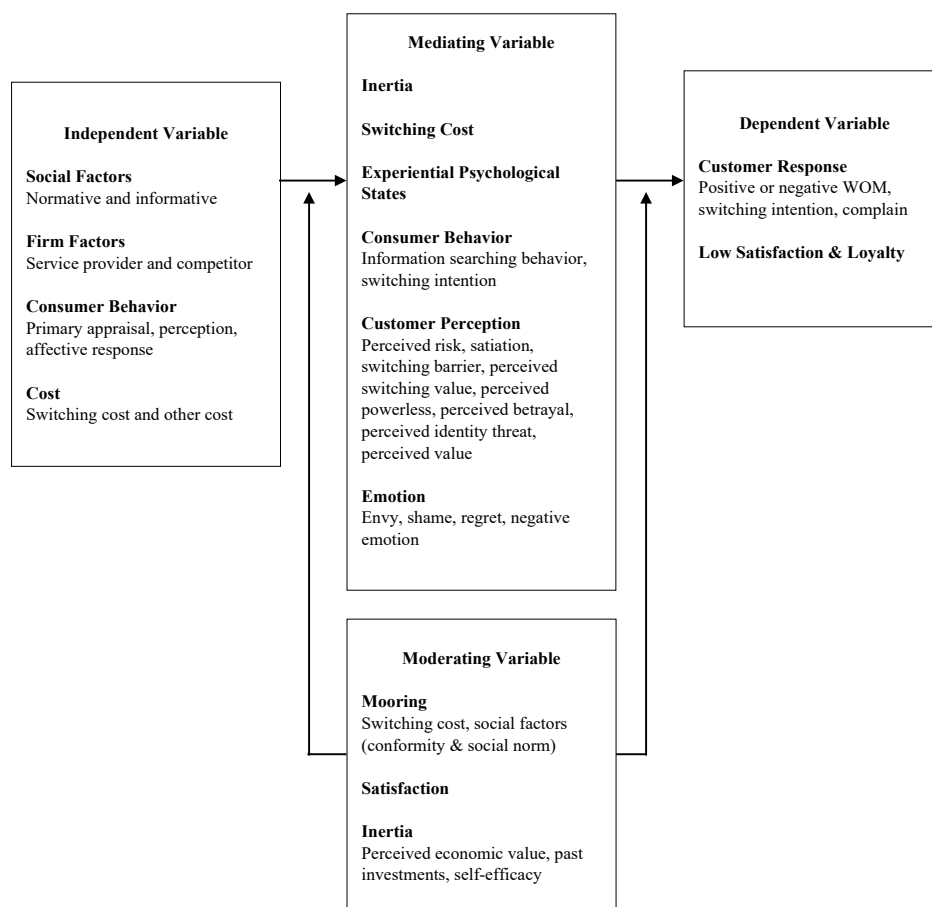 Independent Variable
Social Factors
Normative and informative
Firm Factors
Service provider and competitor
Consumer Behavior
Primary appraisal, perception,
affective response
Cost
Switching cost and other cost
Mediating Variable
Inertia
Switching Cost
Experiential Psychological
States
Consumer Behavior
Information searching behavior,
switching intention
Customer Perception
Perceived risk, satiation,
switching barrier, perceived
switching value, perceived
powerless, perceived betrayal,
perceived identity threat,
perceived value
Emotion
Envy, shame, regret, negative
emotion
Dependent Variable
Customer Response
Positive or negative WOM,
switching intention, complain
Low Satisfaction & Loyalty
Moderating Variable
Mooring
Switching cost, social factors
(conformity & social norm)
Satisfaction
Inertia
Perceived economic value, past
investments, self-efficacy